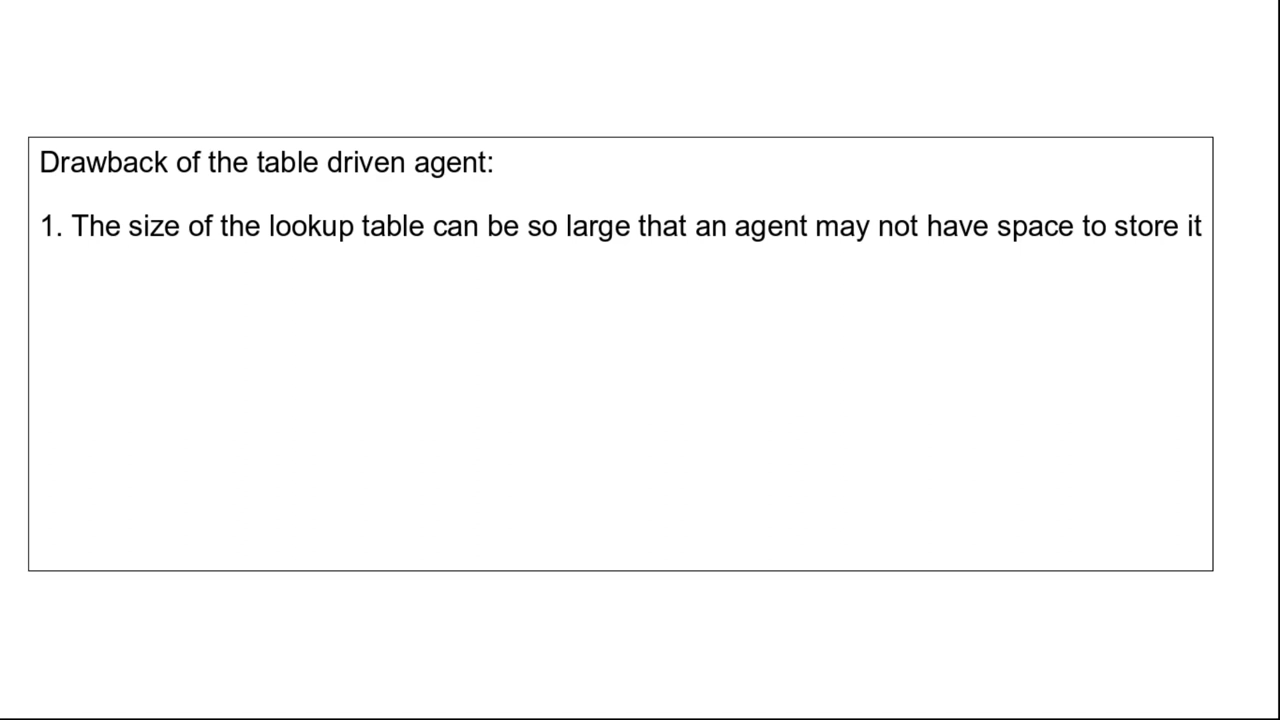 Drawback of the table driven agent:
1. The size of the lookup table can be so large that an agent may not have space to store it